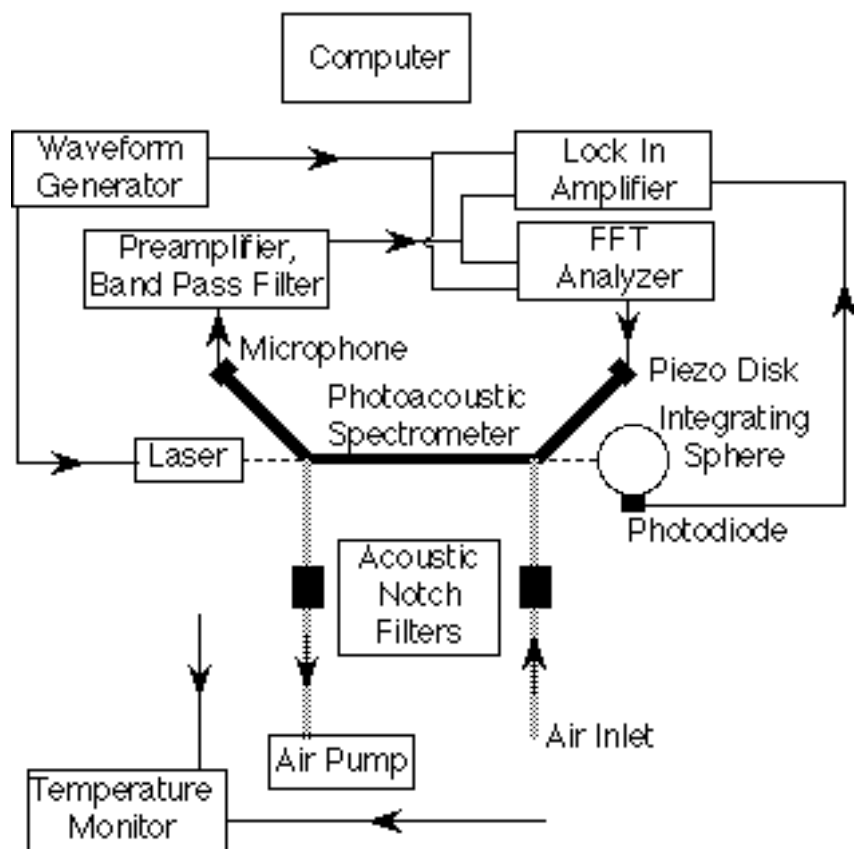 Computer
Waveform
Generator
Lock In
Amplifier
Preamplifier,
Band Pass Filter
FFT
Analyzer
Microphone
Piezo Disk
Photoacoustic
Spectrometer
Integrating
Sphere
Laser
Photodiode
Acoustic
Notch
Filters
Air Inlet
Air Pump
Temperature
Monitor